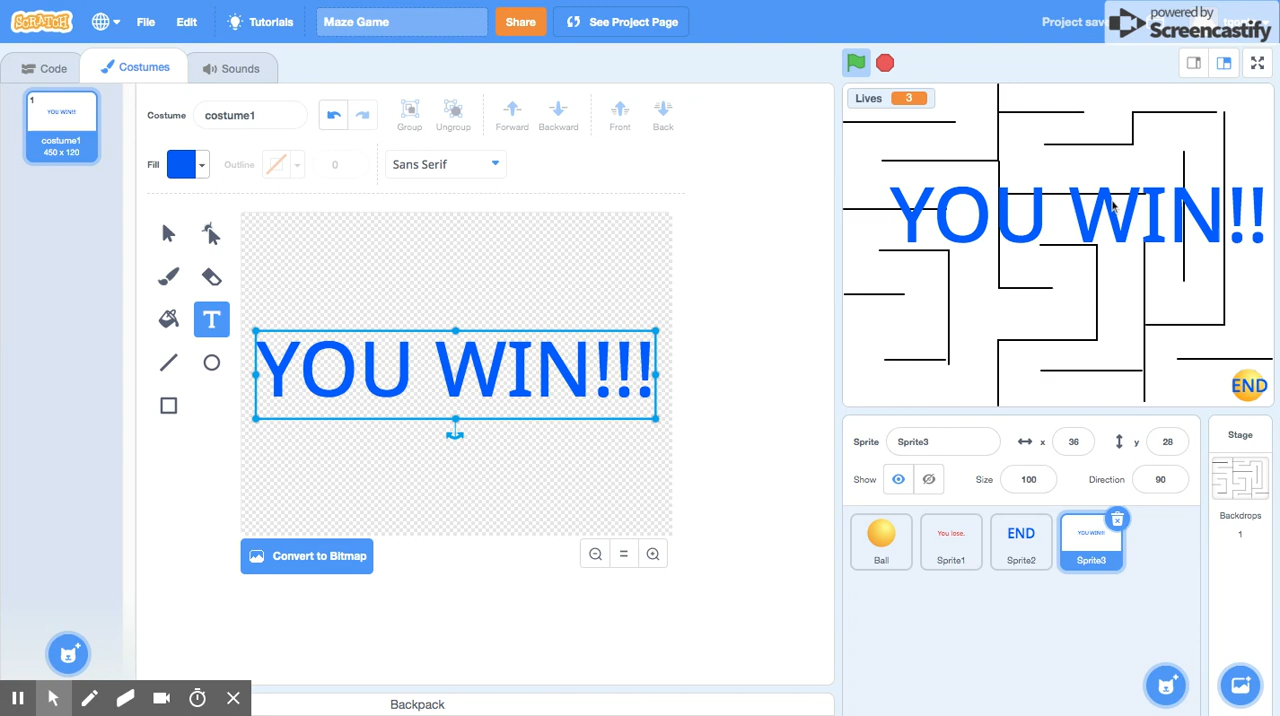 SCRATCH File Edit Tutorials Maze Game Share See Project Page Project
powered by
Screencastify
Code Costumes Sounds
1
YOU WIN!!!
costume1
450 x 120
Costume costume1
Group Ungroup Forward Backward Front Back
Fill Outline 0 Sans Serif
YOU WIN!!!
Convert to Bitmap
Backpack
Lives 3
YOU WIN!!
END
Sprite Sprite3 x 36 y 28
Show Size 100 Direction 90
Ball
You lose.
Sprite1
END
Sprite2
YOU WIN!!!
Sprite3
Stage
Backdrops
1